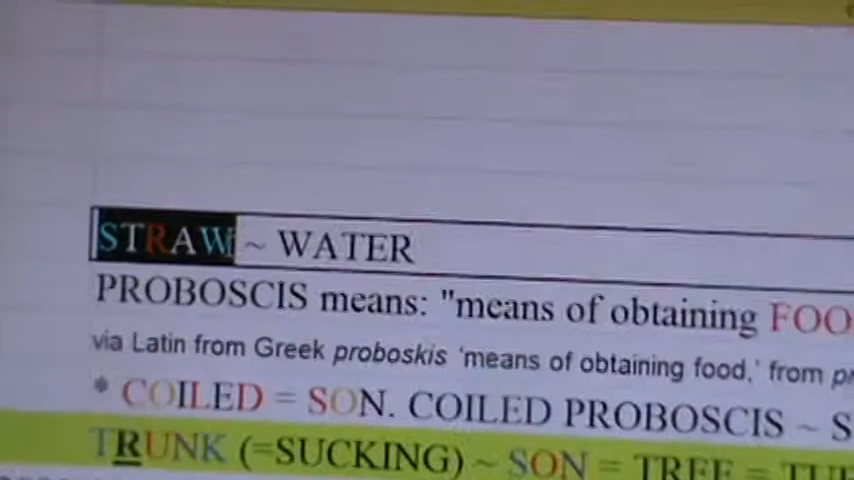 STRAW ~ WATER
PROBOSCIS means: "means of obtaining FOO
via Latin from Greek proboskis 'means of obtaining food,' from p
* COILED = SON. COILED PROBOSCIS ~ S
TRUNK (=SUCKING) ~ SON = TREE = TU